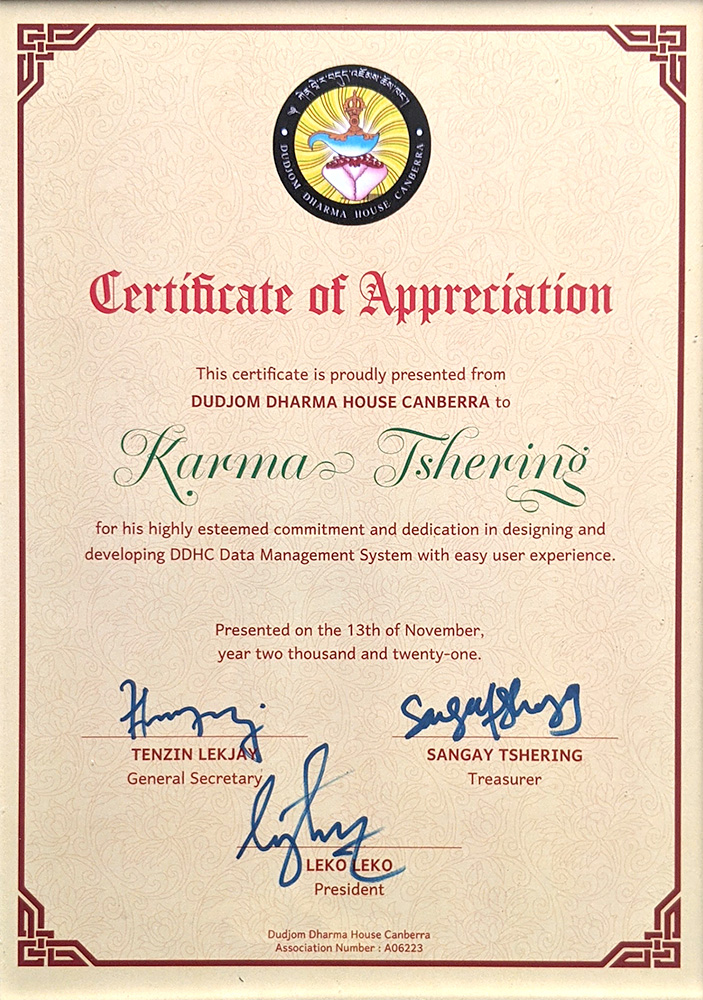 DUDJOM DHARMA HOUSE CANBERRA
Certificate of Appreciation
This certificate is proudly presented from
DUDJOM DHARMA HOUSE CANBERRA to
Karma Tshering
for his highly esteemed commitment and dedication in designing and
developing DDHC Data Management System with easy user experience.
Presented on the 13th of November,
year two thousand and twenty-one.
TENZIN LEKJAY
General Secretary
SANGAY TSHERING
Treasurer
LEKO LEKO
President
Dudjom Dharma House Canberra
Association Number : A06223